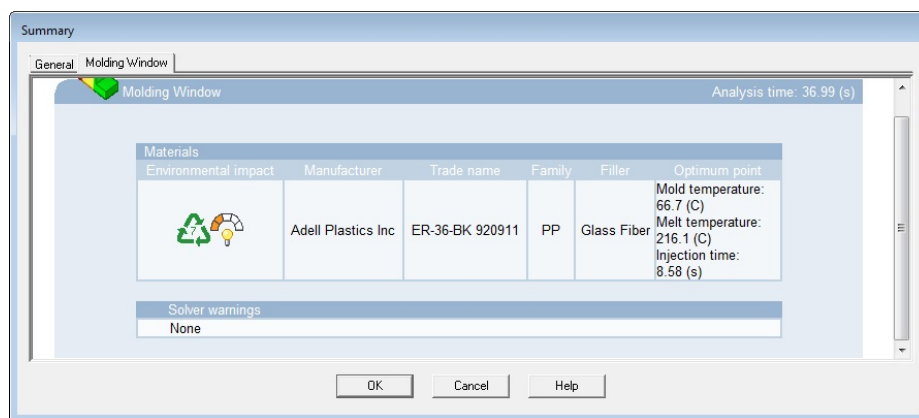 Summary
General Molding Window
Molding Window Analysis time: 36.99 (s)
Materials
Environmental impact Manufacturer Trade name Family Filler Optimum point
7 Adell Plastics Inc ER-36-BK 920911 PP Glass Fiber Mold temperature:
66.7 (C)
Melt temperature:
216.1 (C)
Injection time:
8.58 (s)
Solver warnings
None
OK Cancel Help